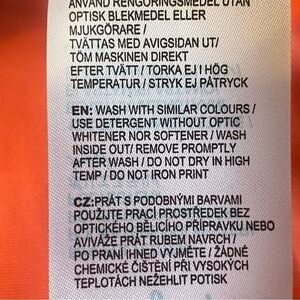 ANVÄND RENGÖRINGSMEDEL UTAN
OPTISK BLEKMEDEL ELLER
MJUKGÖRARE /
TVÄTTAS MED AVIGSIDAN UT/
TÖM MASKINEN DIREKT
EFTER TVÄTT / TORKA EJ I HÖG
TEMPERATUR / STRYK EJ PÅTRYCK
EN: WASH WITH SIMILAR COLOURS /
USE DETERGENT WITHOUT OPTIC
WHITENER NOR SOFTENER / WASH
INSIDE OUT/ REMOVE PROMPTLY
AFTER WASH / DO NOT DRY IN HIGH
TEMP / DO NOT IRON PRINT
CZ:PRÁT S PODOBNÝMI BARVAMI
POUŽIJTE PRACÍ PROSTŘEDEK BEZ
OPTICKÉHO BĚLICÍHO PŘÍPRAVKU NEBO
AVIVÁŽE PRÁT RUBEM NAVRCH /
PO PRANÍ IHNED VYJMĚTE / ŽÁDNÉ
CHEMICKÉ ČIŠTĚNÍ PŘI VYSOKÝCH
TEPLOTÁCH NEŽEHLIT POTISK